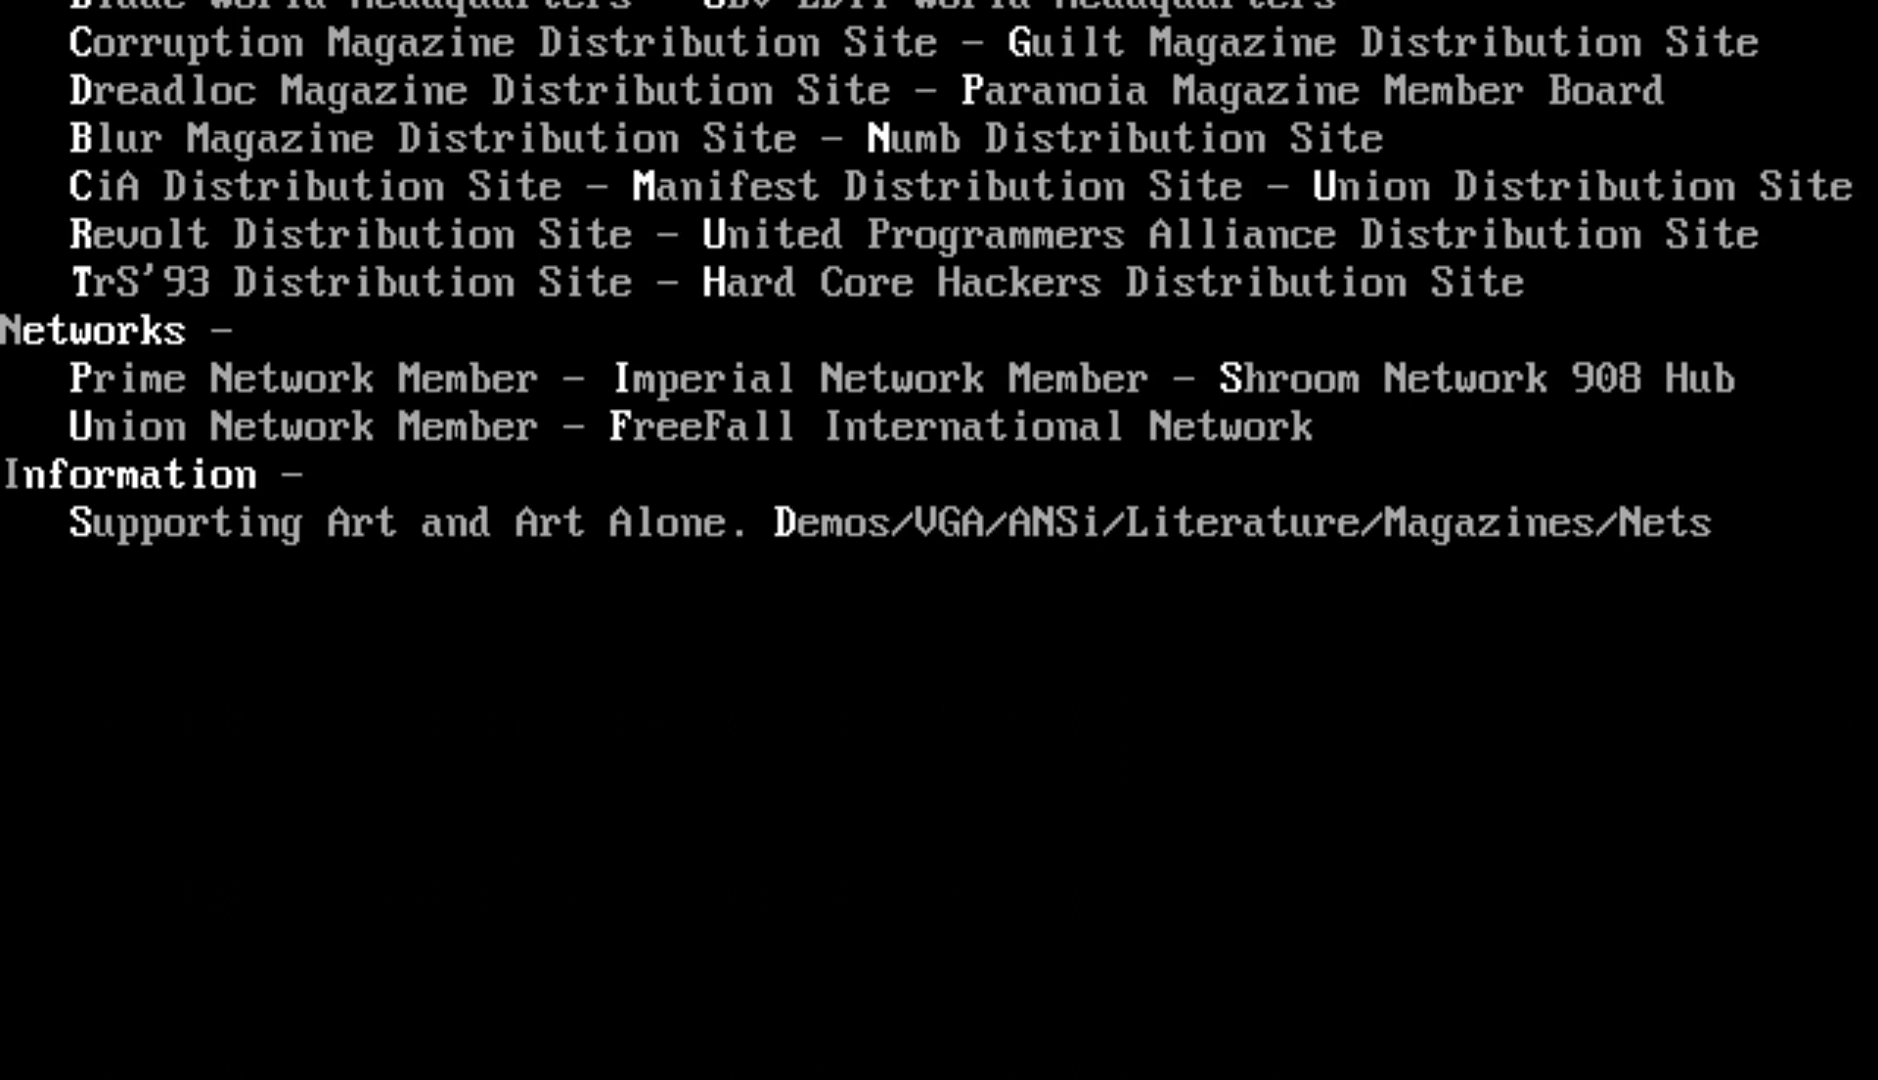 World Headquarters - World Headquarters
Corruption Magazine Distribution Site - Guilt Magazine Distribution Site
Dreadloc Magazine Distribution Site - Paranoia Magazine Member Board
Blur Magazine Distribution Site - Numb Distribution Site
CiA Distribution Site - Manifest Distribution Site - Union Distribution Site
Revolt Distribution Site - United Programmers Alliance Distribution Site
TrS'93 Distribution Site - Hard Core Hackers Distribution Site
Networks -
Prime Network Member - Imperial Network Member - Shroom Network 908 Hub
Union Network Member - FreeFall International Network
Information -
Supporting Art and Art Alone. Demos/VGA/ANSi/Literature/Magazines/Nets